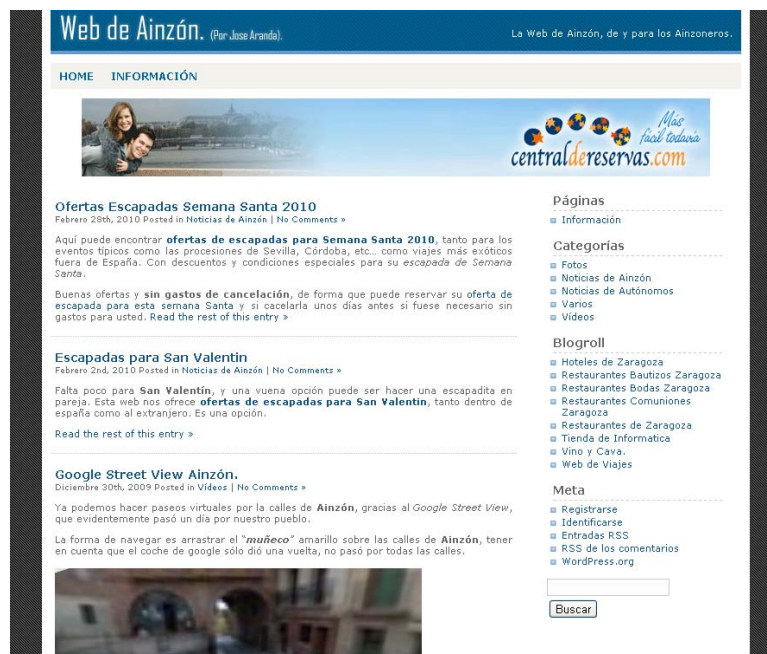 Web de Ainzón. (Por Jose Aranda).
La Web de Ainzón, de y para los Ainzoneros.
HOME INFORMACIÓN
Más
fácil todavía
centraldereservas.com
Ofertas Escapadas Semana Santa 2010
Febrero 28th, 2010 Posted in Noticias de Ainzón | No Comments »
Aquí puede encontrar ofertas de escapadas para Semana Santa 2010, tanto para los
eventos típicos como las procesiones de Sevilla, Córdoba, etc... como viajes más exóticos
fuera de España. Con descuentos y condiciones especiales para su escapada de Semana
Santa.
Buenas ofertas y sin gastos de cancelación, de forma que puede reservar su oferta de
escapada para esta semana Santa y si cacelarla unos días antes si fuese necesario sin
gastos para usted. Read the rest of this entry »
Escapadas para San Valentin
Febrero 2nd, 2010 Posted in Noticias de Ainzón | No Comments »
Falta poco para San Valentín, y una vuena opción puede ser hacer una escapadita en
pareja. Esta web nos ofrece ofertas de escapadas para San Valentin, tanto dentro de
españa como al extranjero. Es una opción.
Read the rest of this entry »
Google Street View Ainzón.
Diciembre 30th, 2009 Posted in Vídeos | No Comments »
Ya podemos hacer paseos virtuales por la calles de Ainzón, gracias al Google Street View,
que evidentemente pasó un día por nuestro pueblo.
La forma de navegar es arrastrar el "muñeco" amarillo sobre las calles de Ainzón, tener
en cuenta que el coche de google sólo dió una vuelta, no pasó por todas las calles.
Páginas
Información
Categorías
Fotos
Noticias de Ainzón
Noticias de Autónomos
Varios
Vídeos
Blogroll
Hoteles de Zaragoza
Restaurantes Bautizos Zaragoza
Restaurantes Bodas Zaragoza
Restaurantes Comuniones
Zaragoza
Restaurantes de Zaragoza
Tienda de Informatica
Vino y Cava.
Web de Viajes
Meta
Registrarse
Identificarse
Entradas RSS
RSS de los comentarios
WordPress.org
Buscar